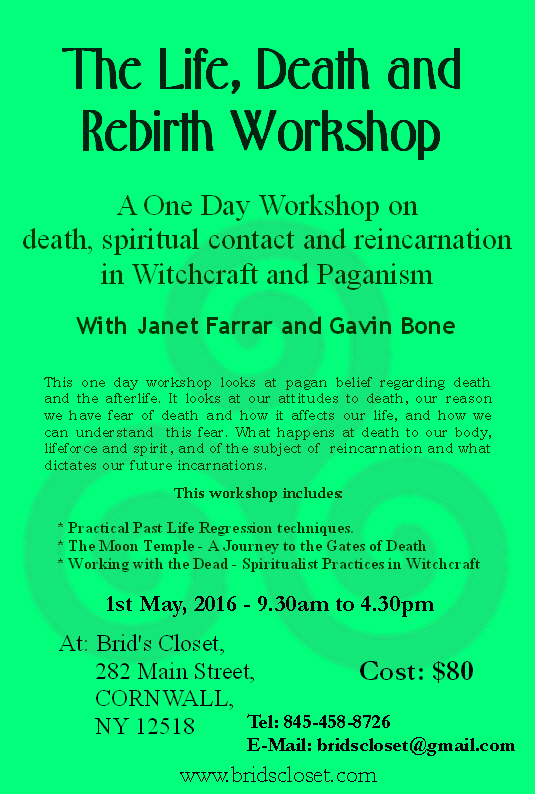 The Life, Death and
Rebirth Workshop
A One Day Workshop on
death, spiritual contact and reincarnation
in Witchcraft and Paganism
With Janet Farrar and Gavin Bone
This one day workshop looks at pagan belief regarding death
and the afterlife. It looks at our attitudes to death, our reason
we have fear of death and how it affects our life, and how we
can understand this fear. What happens at death to our body,
lifeforce and spirit, and of the subject of reincarnation and what
dictates our future incarnations.
This workshop includes:
* Practical Past Life Regression techniques.
* The Moon Temple - A Journey to the Gates of Death
* Working with the Dead - Spiritualist Practices in Witchcraft
1st May, 2016 - 9.30am to 4.30pm
At: Brid's Closet,
282 Main Street,
CORNWALL,
NY 12518
Cost: $80
Tel: 845-458-8726
E-Mail: bridscloset@gmail.com
www.bridscloset.com